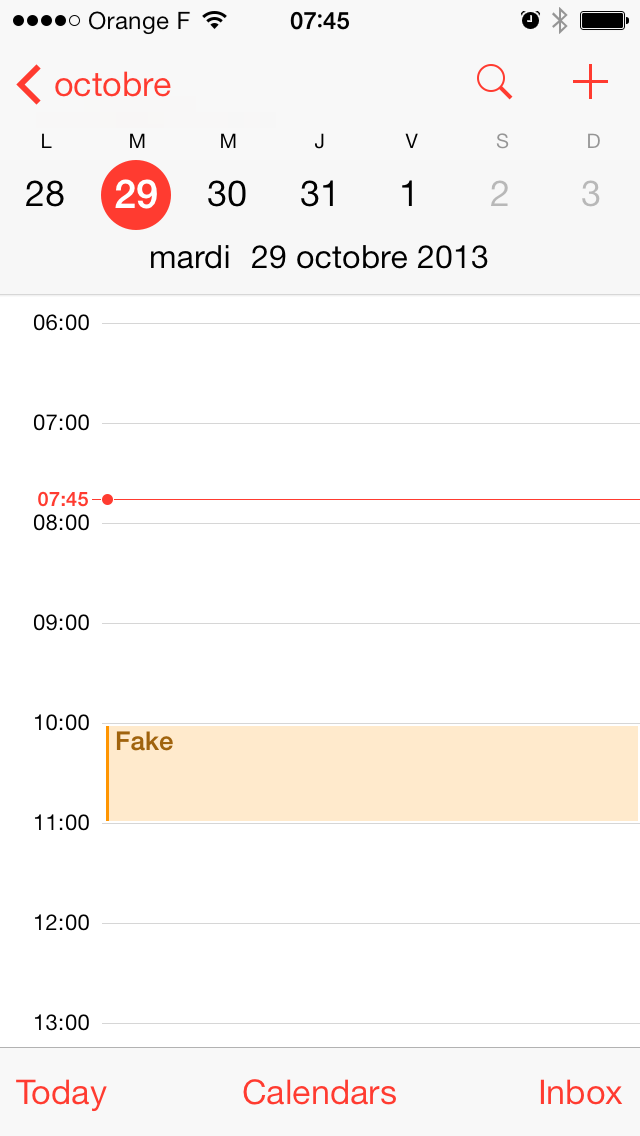 Orange F 07:45
octobre
L M M J V S D
28 29 30 31 1 2 3
mardi 29 octobre 2013
06:00
07:00
07:45
08:00
09:00
10:00
Fake
11:00
12:00
13:00
Today Calendars Inbox